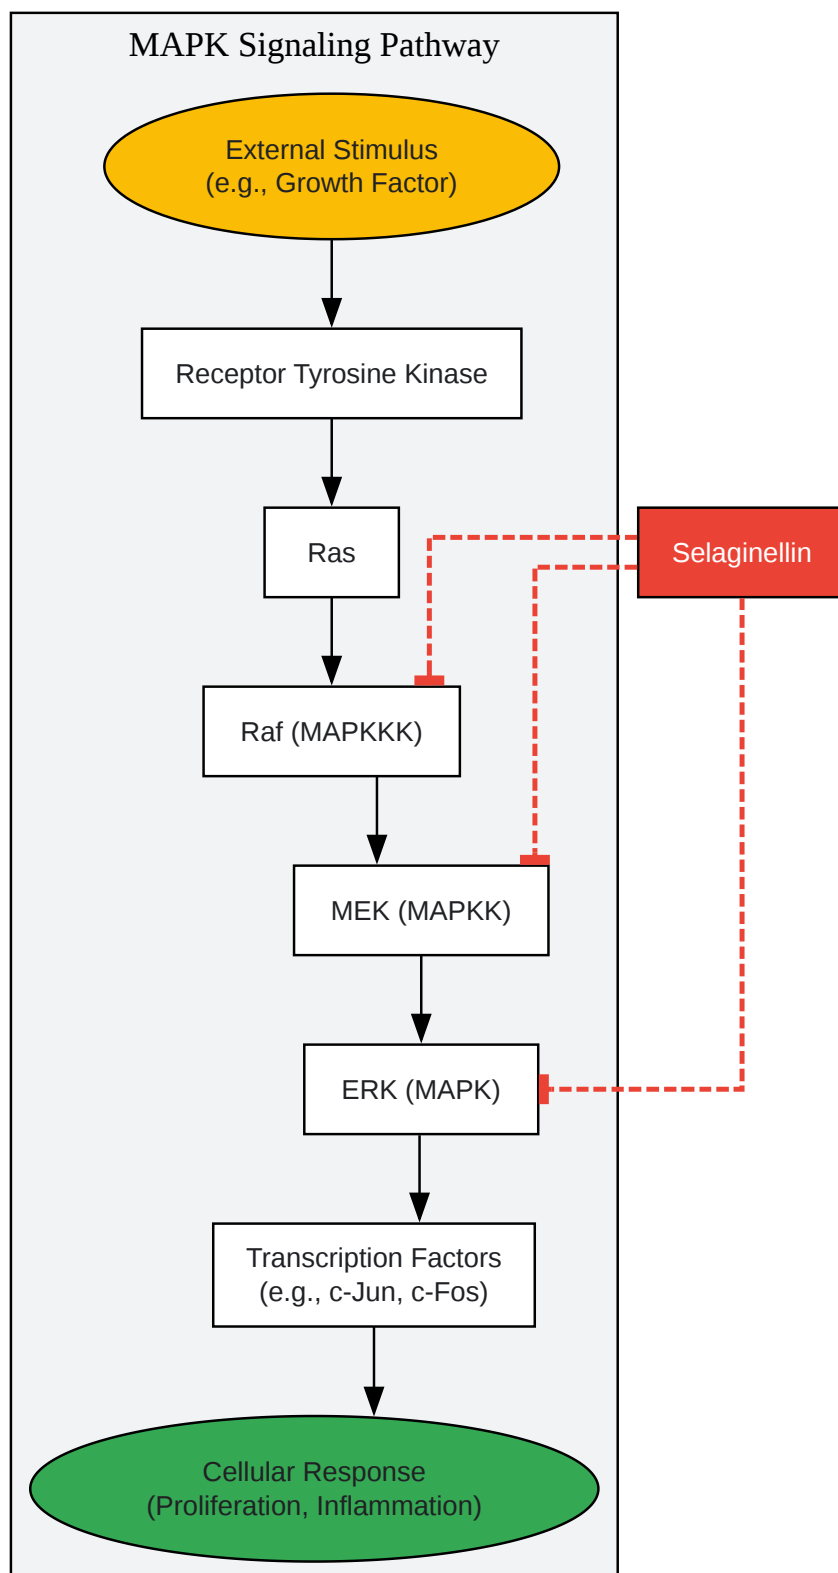 MAPK Signaling Pathway
External Stimulus
(e.g., Growth Factor)
Receptor Tyrosine Kinase
Ras
Selaginellin
Raf (MAPKKK)
MEK (MAPKK)
ERK (MAPK)
Transcription Factors
(e.g., c-Jun, c-Fos)
Cellular Response
(Proliferation, Inflammation)